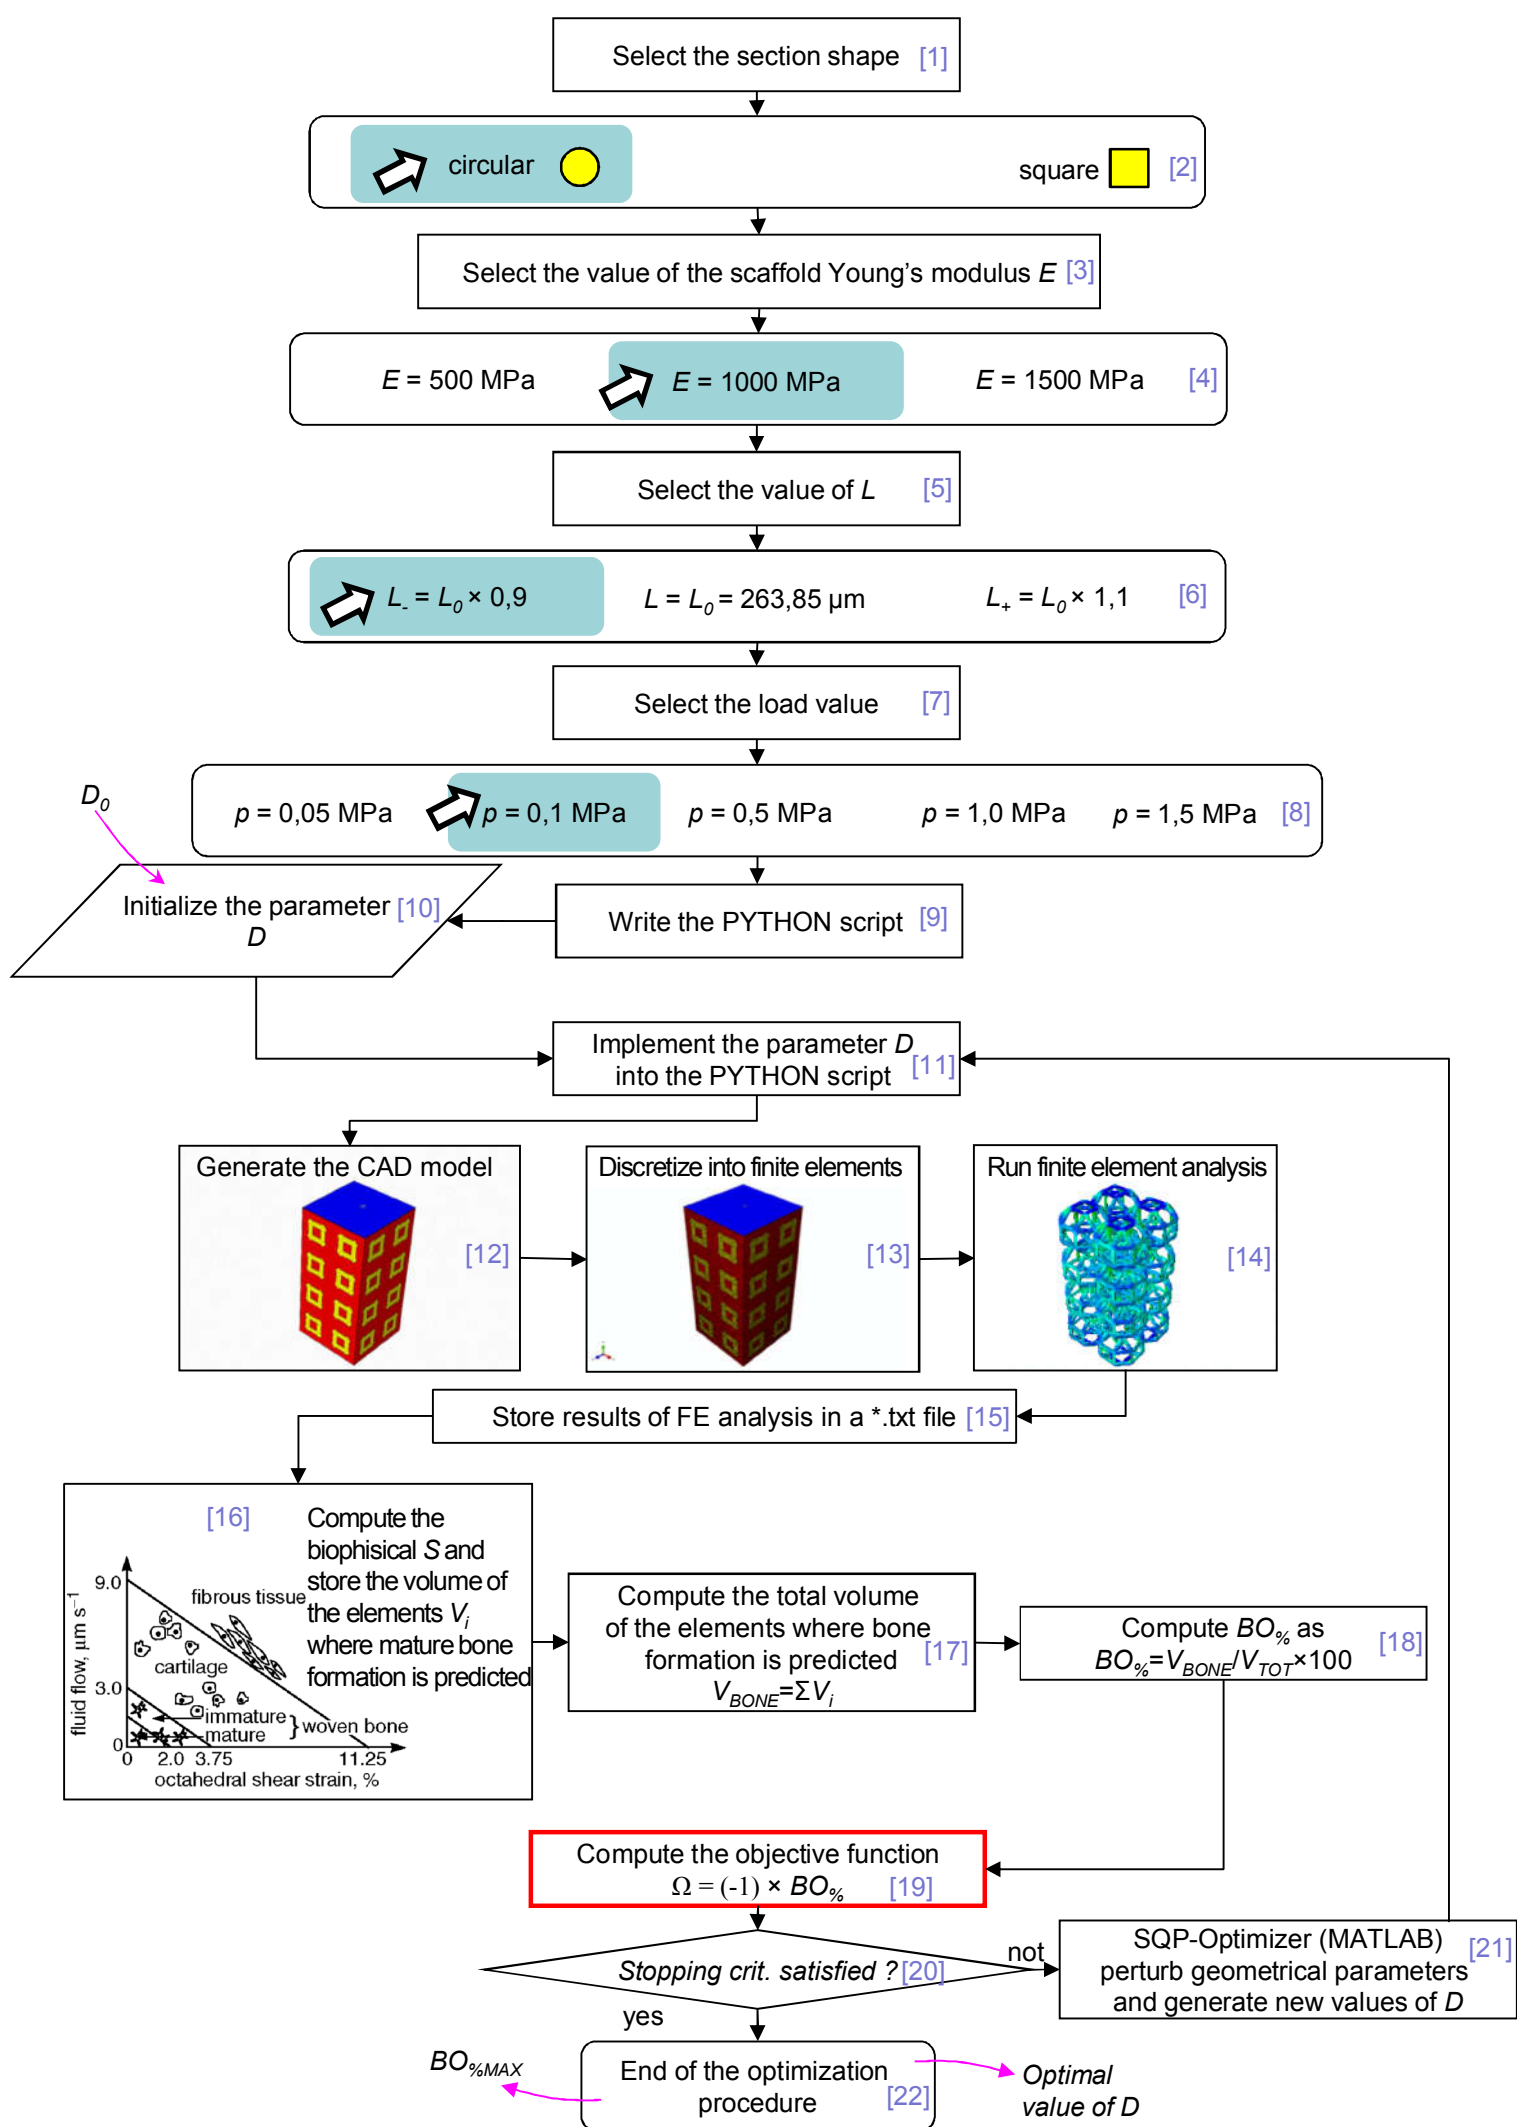 Select the section shape [1]
circular
square [2]
Select the value of the scaffold Young's modulus E [3]
E = 500 MPa
E = 1000 MPa
E = 1500 MPa
[4]
Select the value of L [5]
L- = L0 × 0,9
L = L0 = 263,85 µm
L+ = L0 × 1,1
[6]
Select the load value [7]
D0
p = 0,05 MPa
p = 0,1 MPa
p = 0,5 MPa
p = 1,0 MPa
p = 1,5 MPa
[8]
Write the PYTHON script [9]
Initialize the parameter [10]
D
Implement the parameter D
into the PYTHON script [11]
Generate the CAD model
[12]
Discretize into finite elements
[13]
Run finite element analysis
[14]
Store results of FE analysis in a *.txt file [15]
[16]
Compute the
biophisical S and
store the volume of
the elements Vi
where mature bone
formation is predicted
fluid flow, µm s−1
9.0
3.0
0
fibrous tissue
cartilage
immature
mature
} woven bone
0 2.0 3.75 11.25
octahedral shear strain, %
Compute the total volume
of the elements where bone
formation is predicted
VBONE=ΣVi
[17]
Compute BO% as
BO%=VBONE/VTOT×100
[18]
Compute the objective function
Ω = (-1) × BO% [19]
Stopping crit. satisfied ? [20]
not
yes
SQP-Optimizer (MATLAB) [21]
perturb geometrical parameters
and generate new values of D
End of the optimization
procedure [22]
BO%MAX
Optimal
value of D